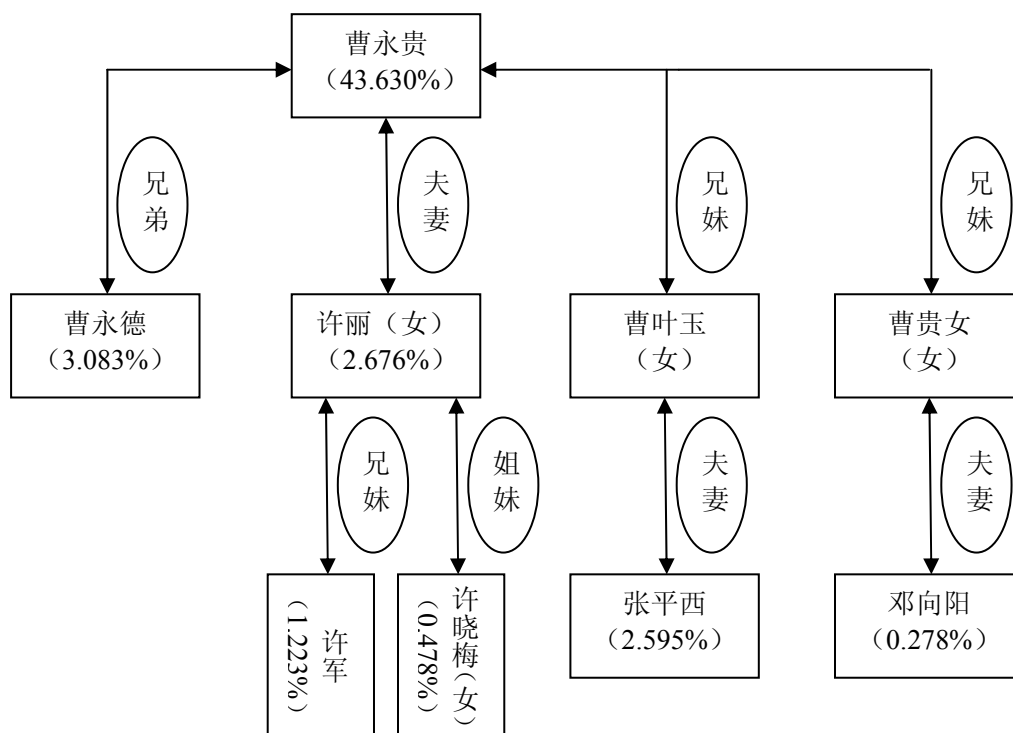 曹永贵
（43.630%）
兄弟
夫妻
兄妹
兄妹
曹永德
（3.083%）
许丽（女）
（2.676%）
曹叶玉
（女）
曹贵女
（女）
兄妹
姐妹
夫妻
夫妻
许军
（1.223%）
许晓梅（女）
（0.478%）
张平西
（2.595%）
邓向阳
（0.278%）